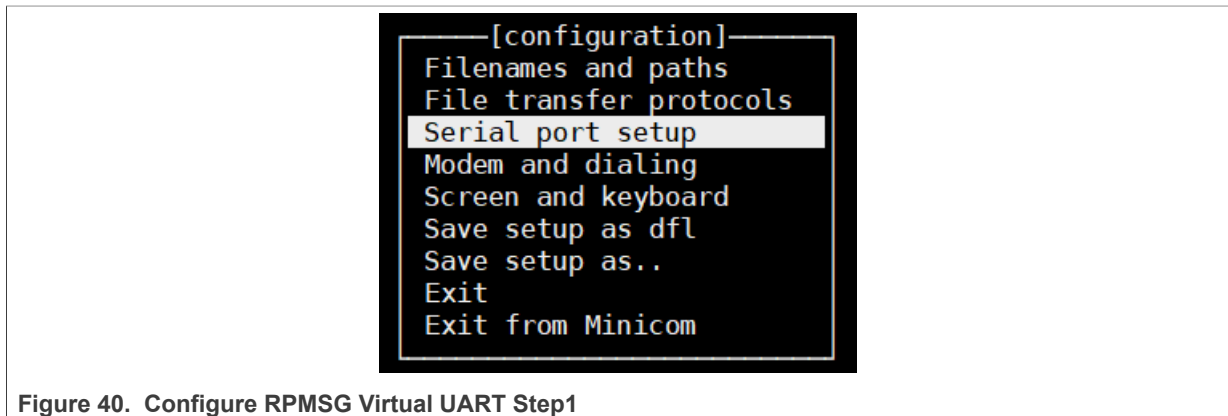 [configuration]
Filenames and paths
File transfer protocols
Serial port setup
Modem and dialing
Screen and keyboard
Save setup as dfl
Save setup as..
Exit
Exit from Minicom
Figure 40. Configure RPMSG Virtual UART Step1